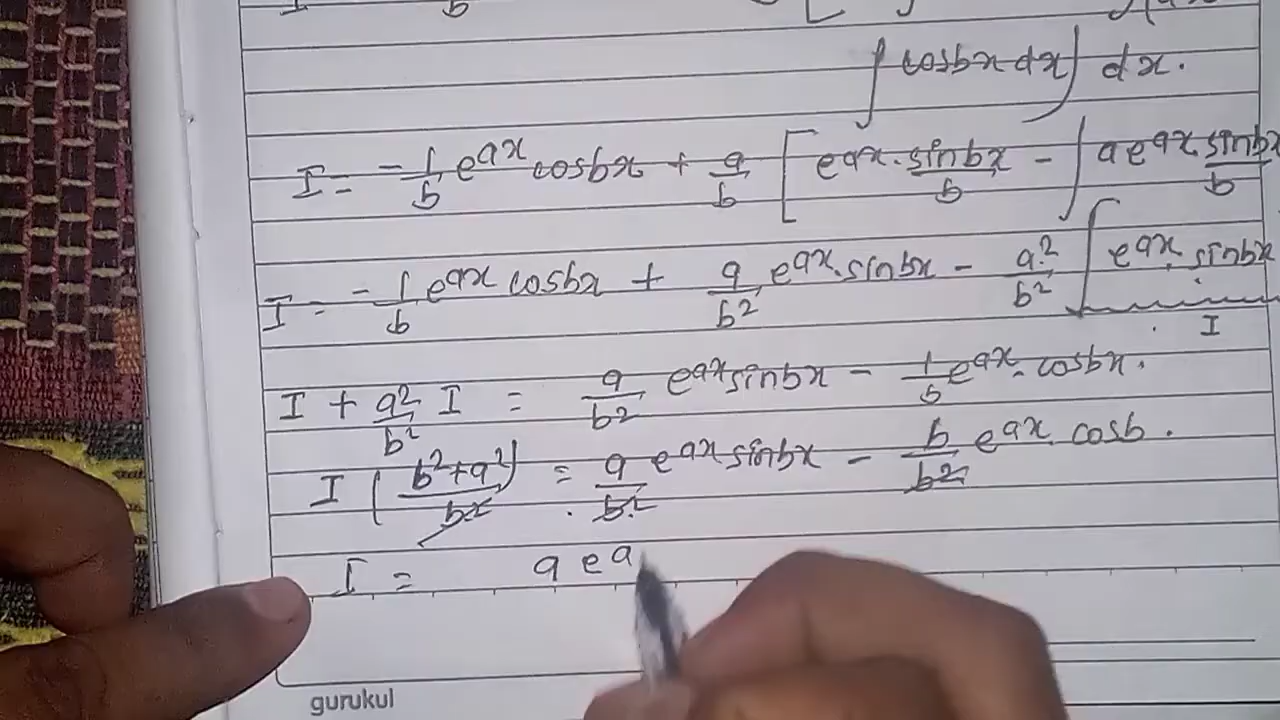 ∫ cosbx dx) dx.
I = -1/b e^ax cosbx + a/b [ e^ax · sinbx/b - ∫ a e^ax sinbx/b
I = -1/b e^ax cosbx + a/b² e^ax · sinbx - a²/b² ∫ e^ax · sinbx
I
I + a²/b² I = a/b² e^ax sinbx - 1/b e^ax · cosbx.
I (b²+a²/b²) = a/b² e^ax sinbx - b/b² e^ax cosb.
I = a e^a
gurukul